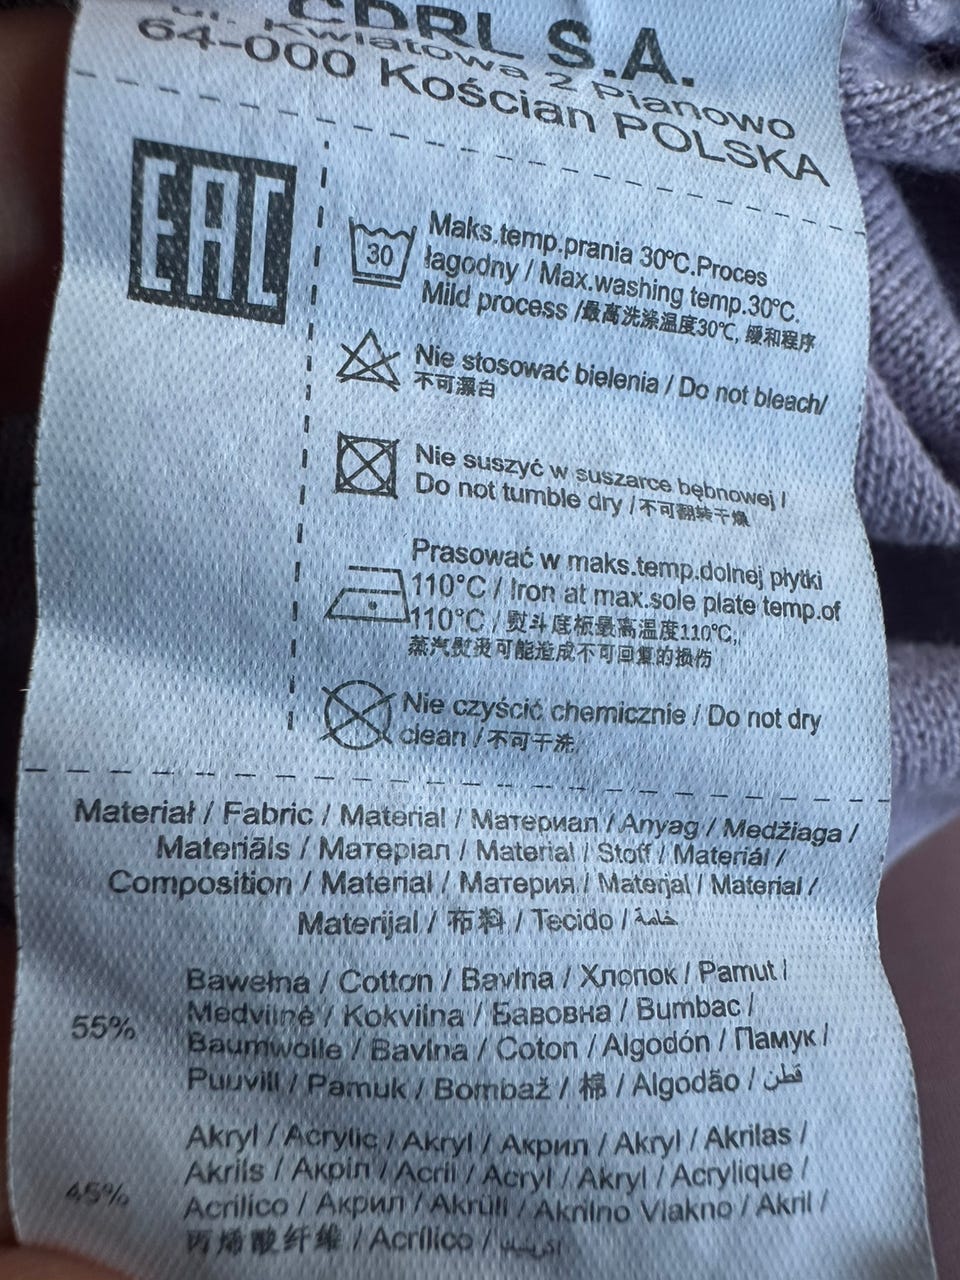 CDRL S.A.
ul. Kwiatowa 2 Pianowo
64-000 Kościan POLSKA
EAC
30
Maks.temp.prania 30°C.Proces
łagodny / Max.washing temp.30°C.
Mild process /最高洗涤温度30℃, 缓和程序
Nie stosować bielenia / Do not bleach/
不可漂白
Nie suszyć w suszarce bębnowej /
Do not tumble dry /不可翻转干燥
Prasować w maks.temp.dolnej płytki
110°C / Iron at max.sole plate temp.of
110°C / 熨斗底板最高温度110℃,
蒸汽熨烫可能造成不可回复的损伤
Nie czyścić chemicznie / Do not dry
clean / 不可干洗
Materiał / Fabric / Material / Материал / Anyag / Medžiaga /
Materiāls / Матеріал / Material / Stoff / Materiál /
Composition / Material / Материя / Materjal / Material /
Materijal / 布料 / Tecido / خامة
Bawełna / Cotton / Bavlna / Хлопок / Pamut /
55% Medvilnė / Kokvilna / Бавовна / Bumbac /
Baumwolle / Bavlna / Coton / Algodón / Памук /
Puuvill / Pamuk / Bombaž / 棉 / Algodão / قطن
Akryl / Acrylic / Akryl / Акрил / Akryl / Akrilas /
45% Akrils / Акріл / Acril / Acryl / Akryl / Acrylique /
Acrílico / Акрил / Akrüll / Akrilno Vlakno / Akril /
丙烯酸纤维 / Acrílico /